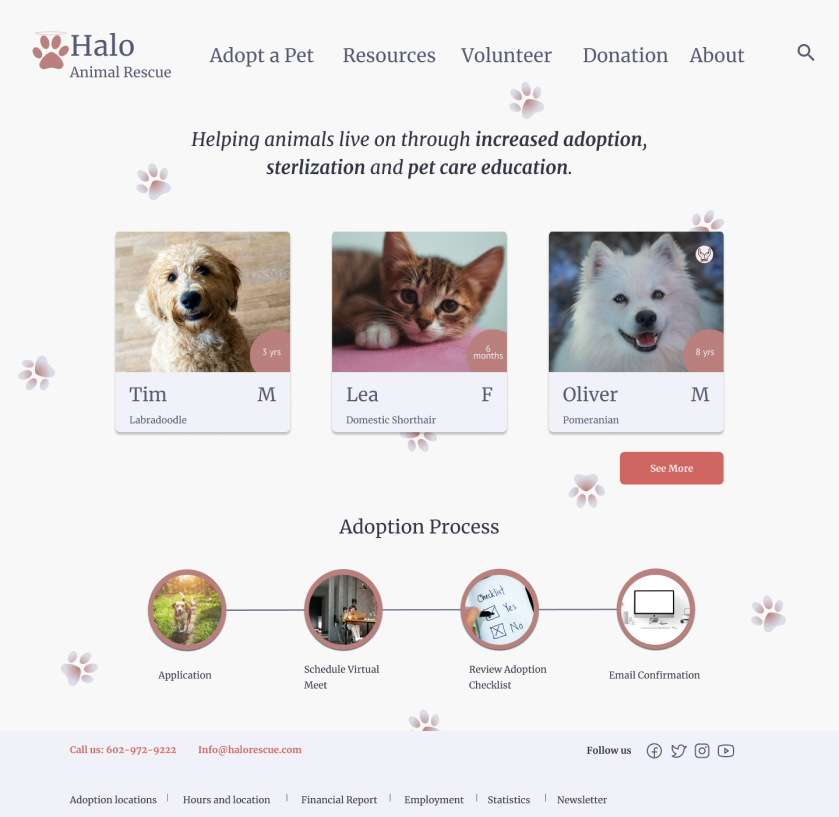 Halo
Animal Rescue
Adopt a Pet Resources Volunteer Donation About
Helping animals live on through increased adoption,
sterlization and pet care education.
3 yrs
6
months
8 yrs
Tim M
Labradoodle
Lea F
Domestic Shorthair
Oliver M
Pomeranian
See More
Adoption Process
Checklist
Yes
No
Application
Schedule Virtual
Meet
Review Adoption
Checklist
Email Confirmation
Call us: 602-972-9222 Info@halorescue.com
Follow us
Adoption locations | Hours and location | Financial Report | Employment | Statistics | Newsletter